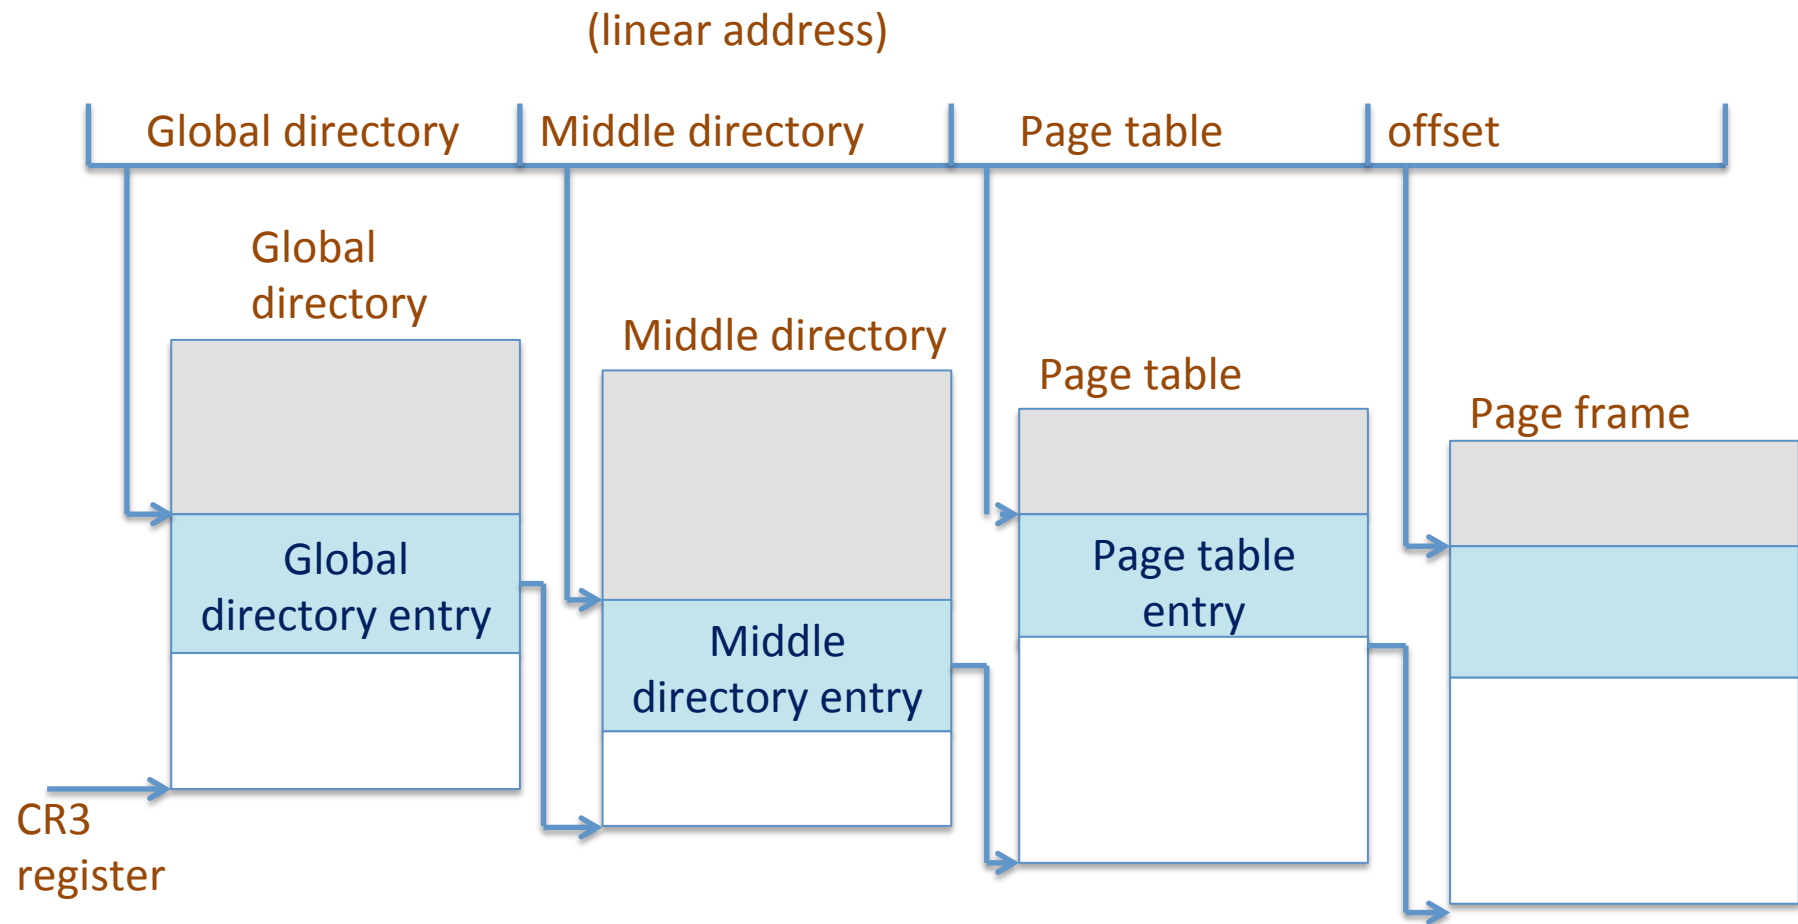 (linear address)
Global directory
Middle directory
Page table
offset
Global
directory
Middle directory
Page table
Page frame
Global
directory entry
Middle
directory entry
Page table
entry
CR3
register